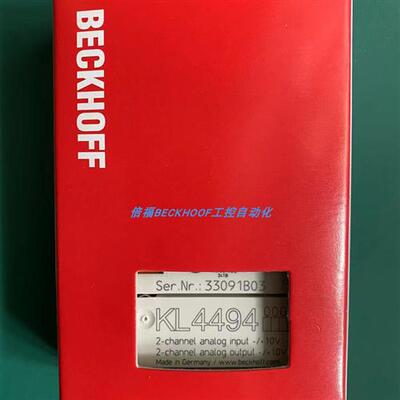 BECKHOFF
倍福BECKHOOF工控自动化
Ser.Nr.: 33091B03
KL4494
2-channel analog input -/+10V
2-channel analog output -/+10V
Made in Germany / www.beckhoff.com